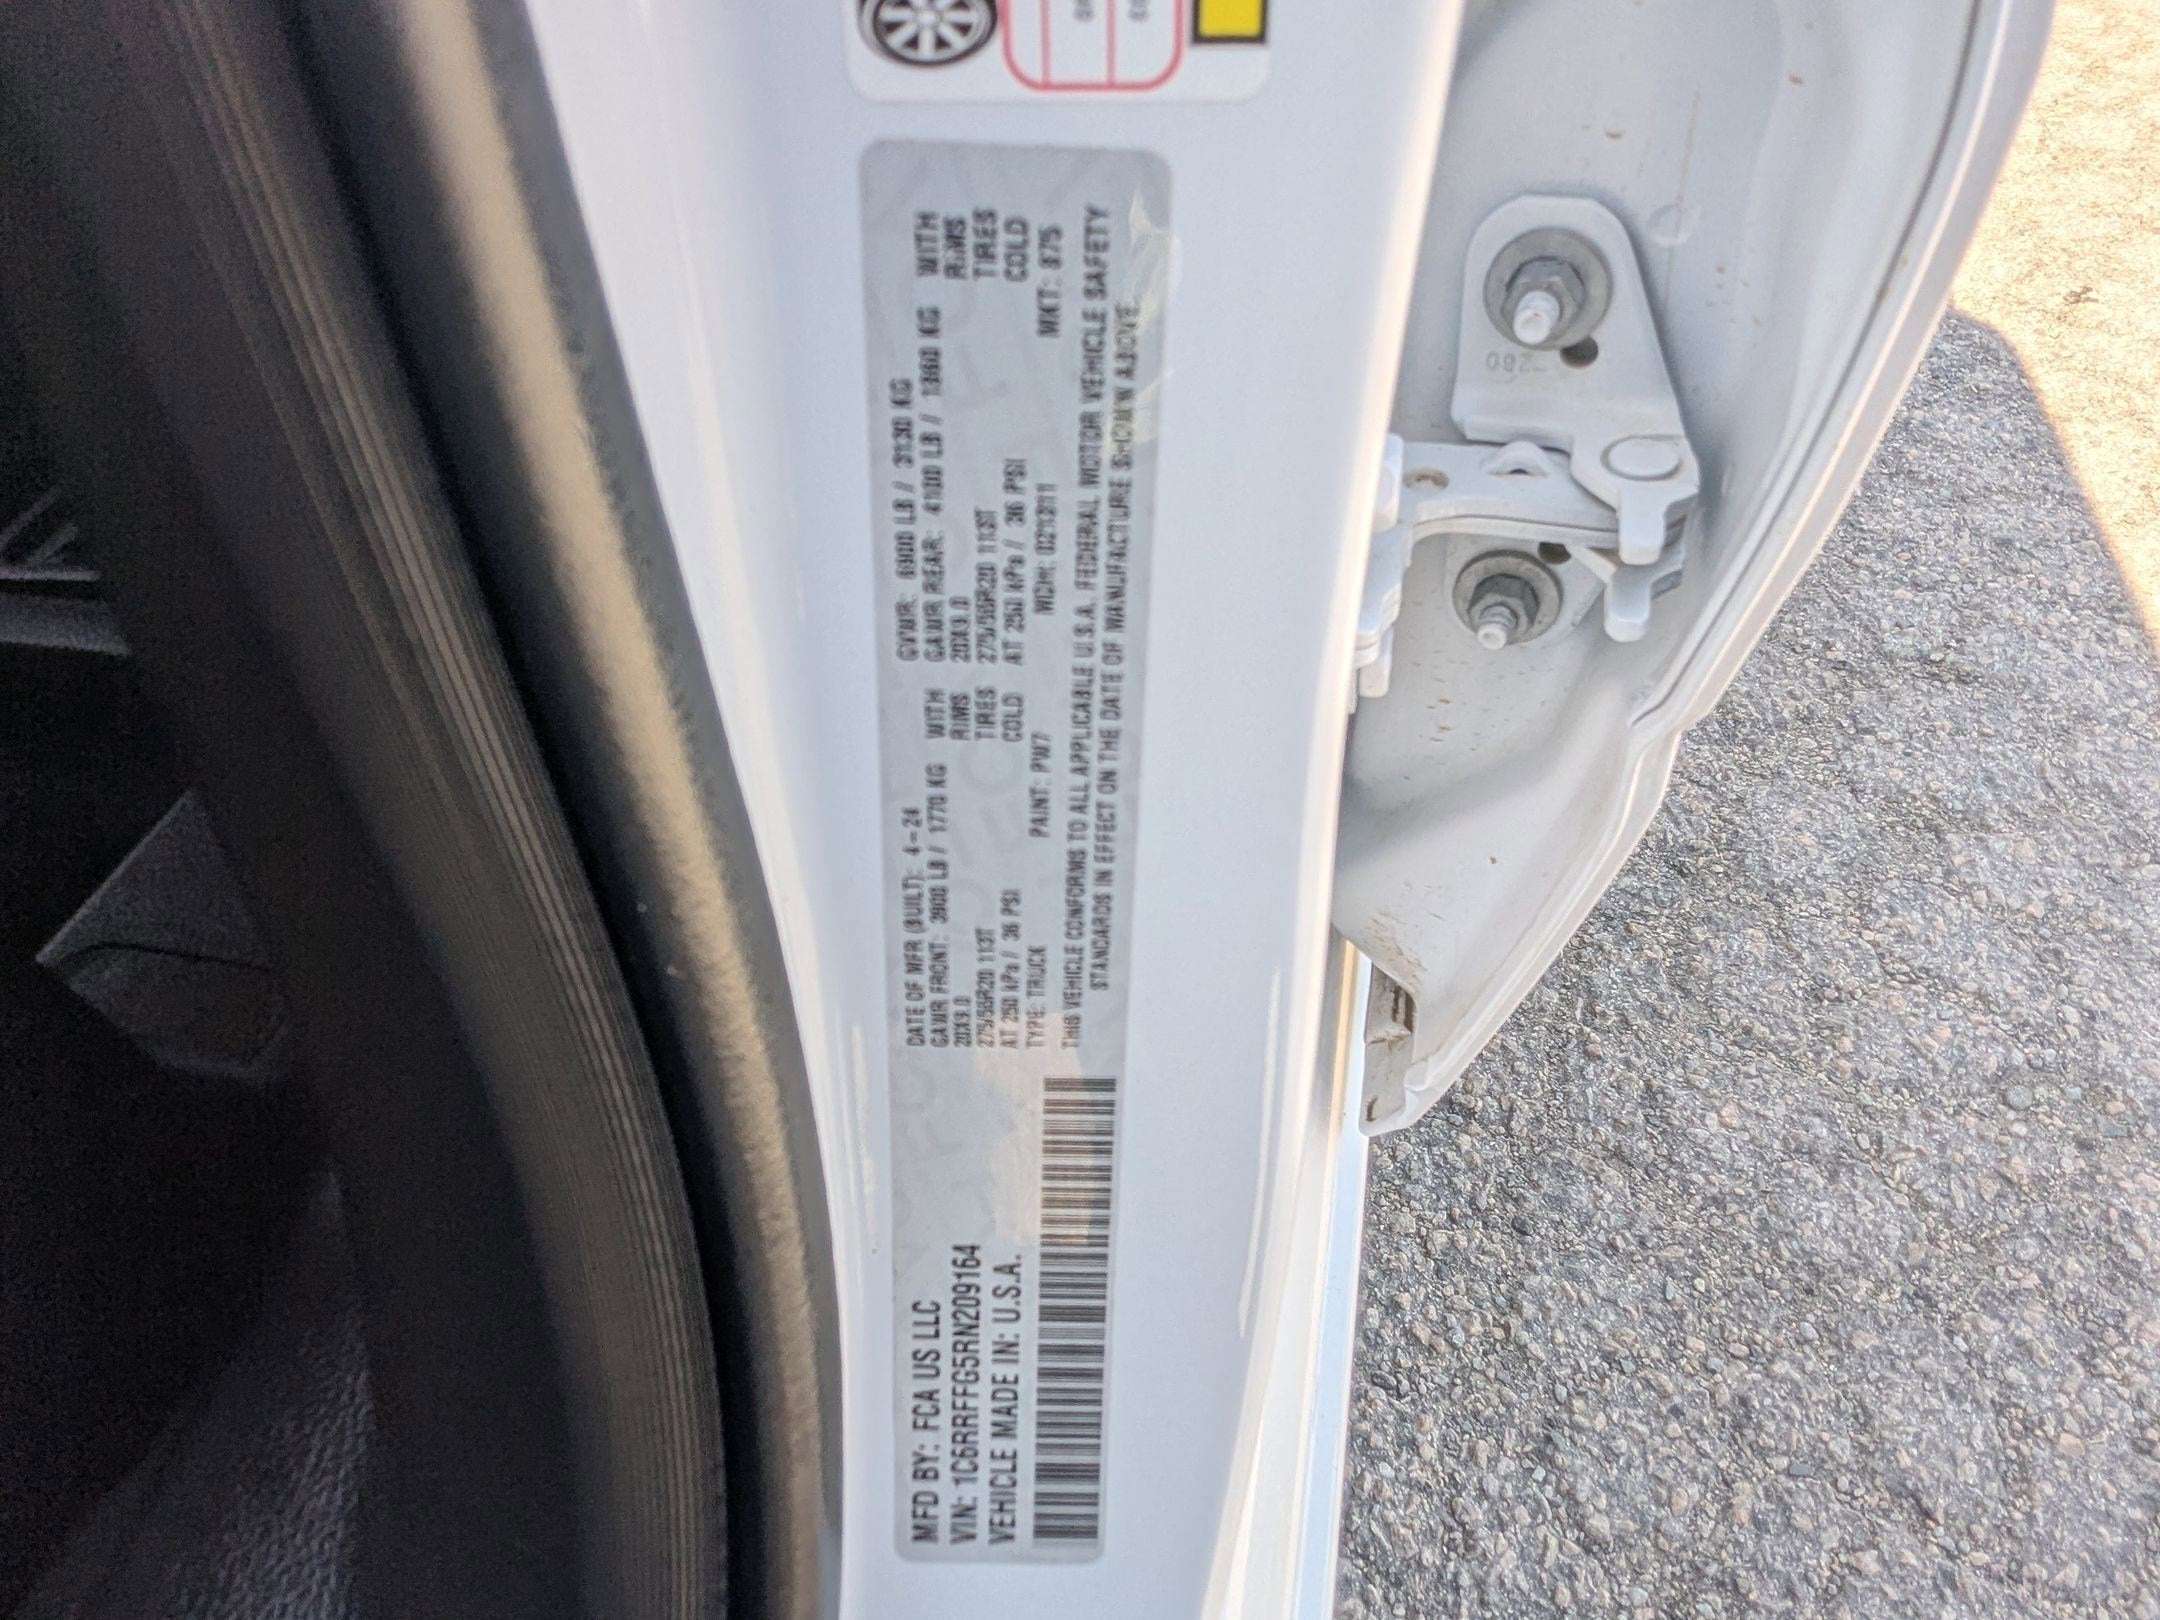 MFD BY: FCA US LLC
VIN: 1C6RRFFG5RN209164
VEHICLE MADE IN: U.S.A.
DATE OF MFR (BUILT): 4-24
GAWR FRONT: 3900 LB / 1770 KG WITH
20X9.0 RIMS
275/55R20 113T TIRES
AT 250 kPa / 36 PSI COLD
TYPE: TRUCK PAINT: PW7
GVWR: 6900 LB / 3130 KG
GAWR REAR: 4100 LB / 1860 KG WITH
20X9.0 RIMS
275/55R20 113T TIRES
AT 250 kPa / 36 PSI COLD
MDH: MKT: 875
THIS VEHICLE CONFORMS TO ALL APPLICABLE U.S.A. FEDERAL MOTOR VEHICLE SAFETY
STANDARDS IN EFFECT ON THE DATE OF MANUFACTURE SHOWN ABOVE